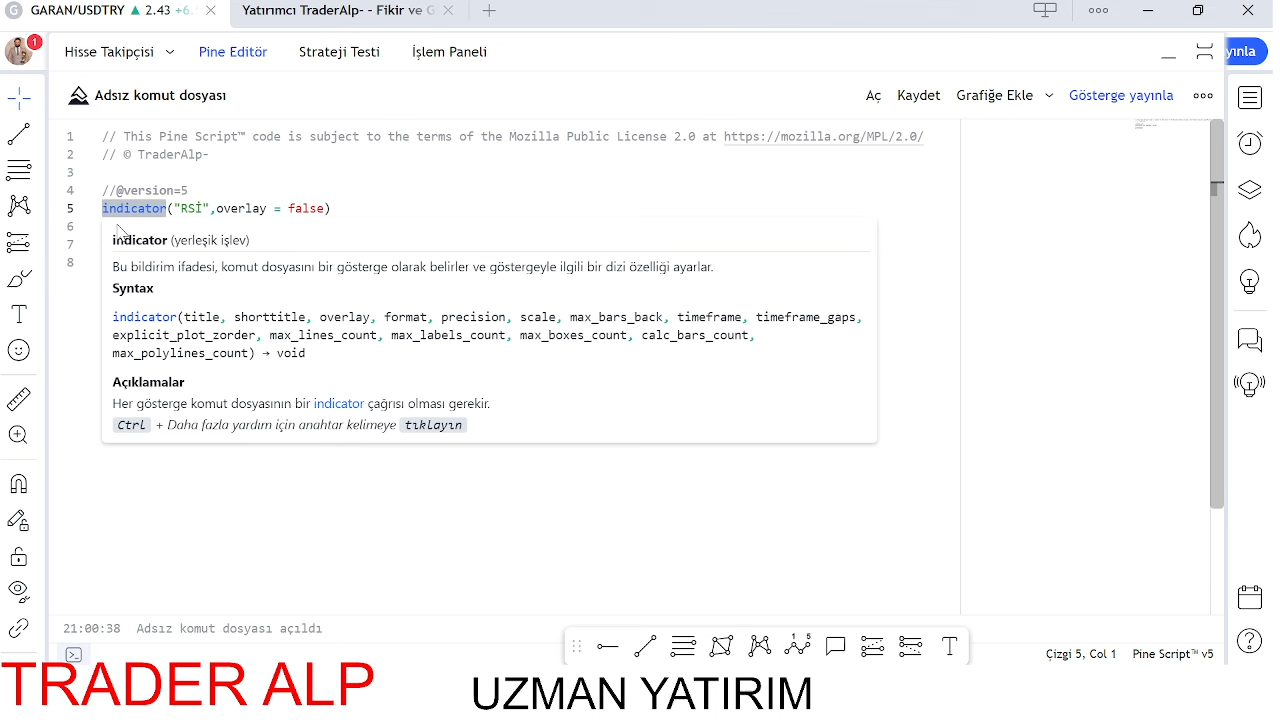 GARAN/USDTRY ▲ 2.43 +6.
Yatırımcı TraderAlp- - Fikir ve G
1
Hisse Takipçisi
Pine Editör
Strateji Testi
İşlem Paneli
yınla
Adsız komut dosyası
Aç
Kaydet
Grafiğe Ekle
Gösterge yayınla
1 // This Pine Script™ code is subject to the terms of the Mozilla Public License 2.0 at https://mozilla.org/MPL/2.0/
2 // © TraderAlp-
3
4 //@version=5
5 indicator("RSİ",overlay = false)
6
7
8
indicator (yerleşik işlev)
Bu bildirim ifadesi, komut dosyasını bir gösterge olarak belirler ve göstergeyle ilgili bir dizi özelliği ayarlar.
Syntax
indicator(title, shorttitle, overlay, format, precision, scale, max_bars_back, timeframe, timeframe_gaps,
explicit_plot_zorder, max_lines_count, max_labels_count, max_boxes_count, calc_bars_count,
max_polylines_count) → void
Açıklamalar
Her gösterge komut dosyasının bir indicator çağrısı olması gerekir.
Ctrl + Daha fazla yardım için anahtar kelimeye tıklayın
21:00:38 Adsız komut dosyası açıldı
Çizgi 5, Col 1
Pine Script™ v5
TRADER ALP
UZMAN YATIRIM